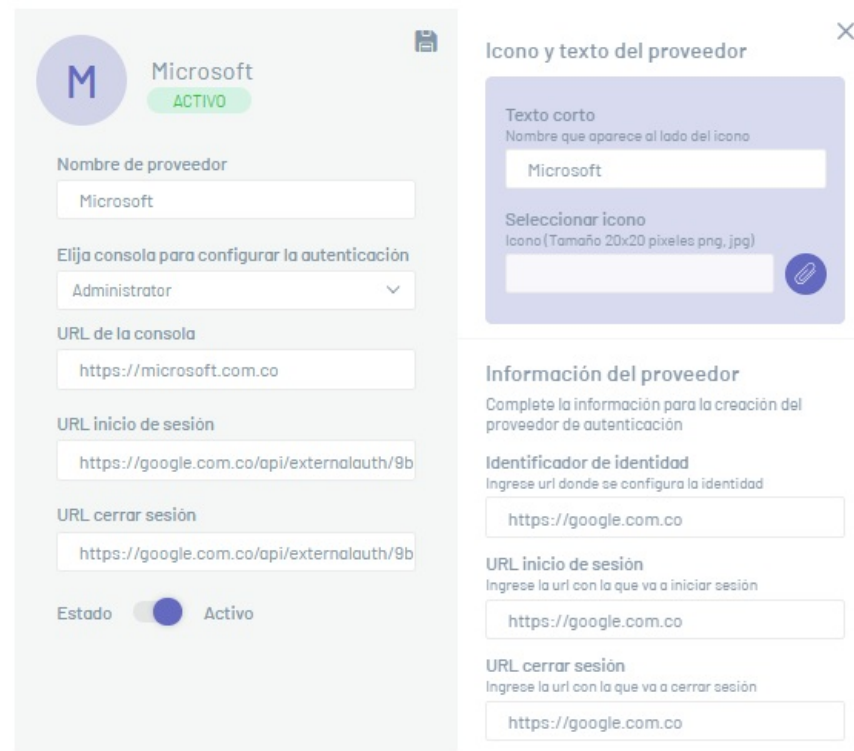 M
Microsoft
ACTIVO
Nombre de proveedor
Microsoft
Elija consola para configurar la autenticación
Administrator
URL de la consola
https://microsoft.com.co
URL inicio de sesión
https://google.com.co/api/externalauth/9b
URL cerrar sesión
https://google.com.co/api/externalauth/9b
Estado
Activo
Icono y texto del proveedor
Texto corto
Nombre que aparece al lado del icono
Microsoft
Seleccionar icono
Icono (Tamaño 20x20 pixeles png, jpg)
Información del proveedor
Complete la información para la creación del
proveedor de autenticación
Identificador de identidad
Ingrese url donde se configura la identidad
https://google.com.co
URL inicio de sesión
Ingrese la url con la que va a iniciar sesión
https://google.com.co
URL cerrar sesión
Ingrese la url con la que va a cerrar sesión
https://google.com.co